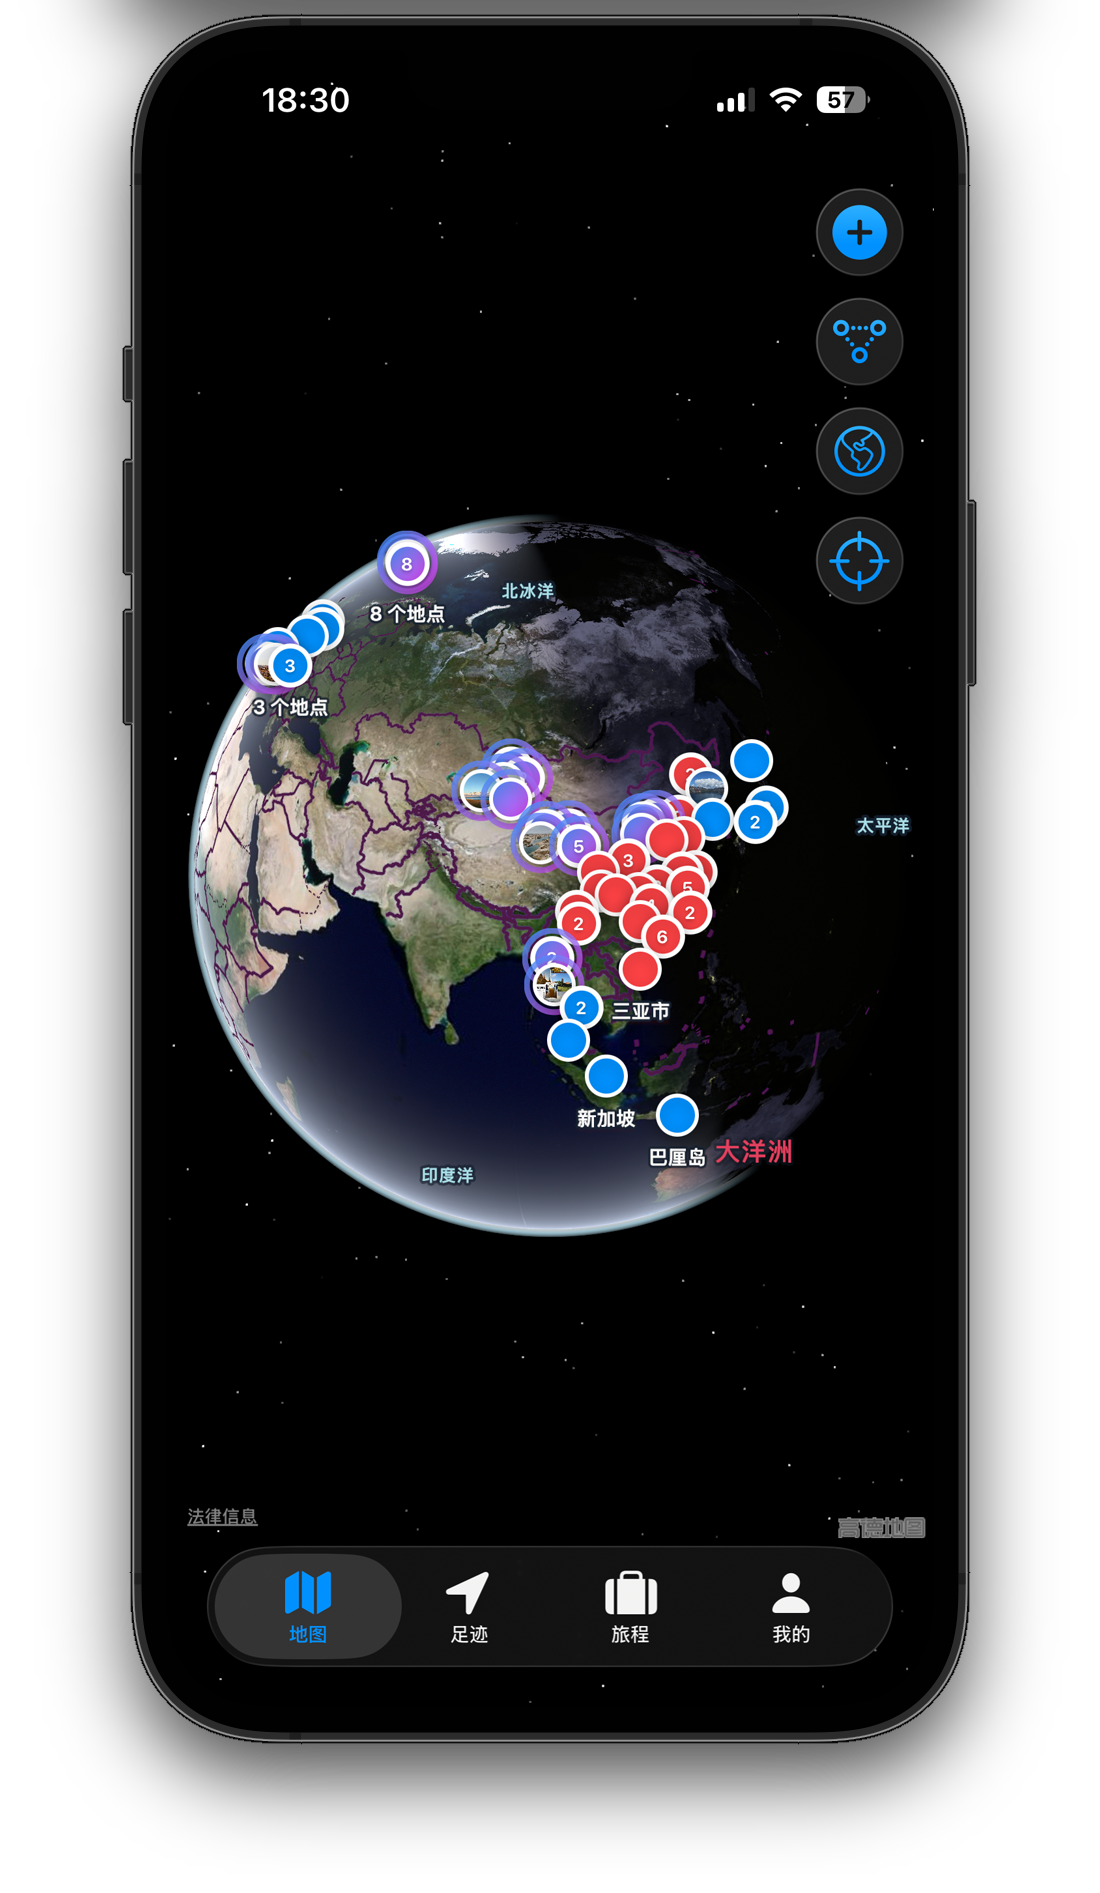 18:30
57
8
北冰洋
8 个地点
3
3 个地点
太平洋
2
5
3
5
2
2
6
2
三亚市
新加坡
巴厘岛
大洋洲
印度洋
法律信息
高德地图
地图
足迹
旅程
我的